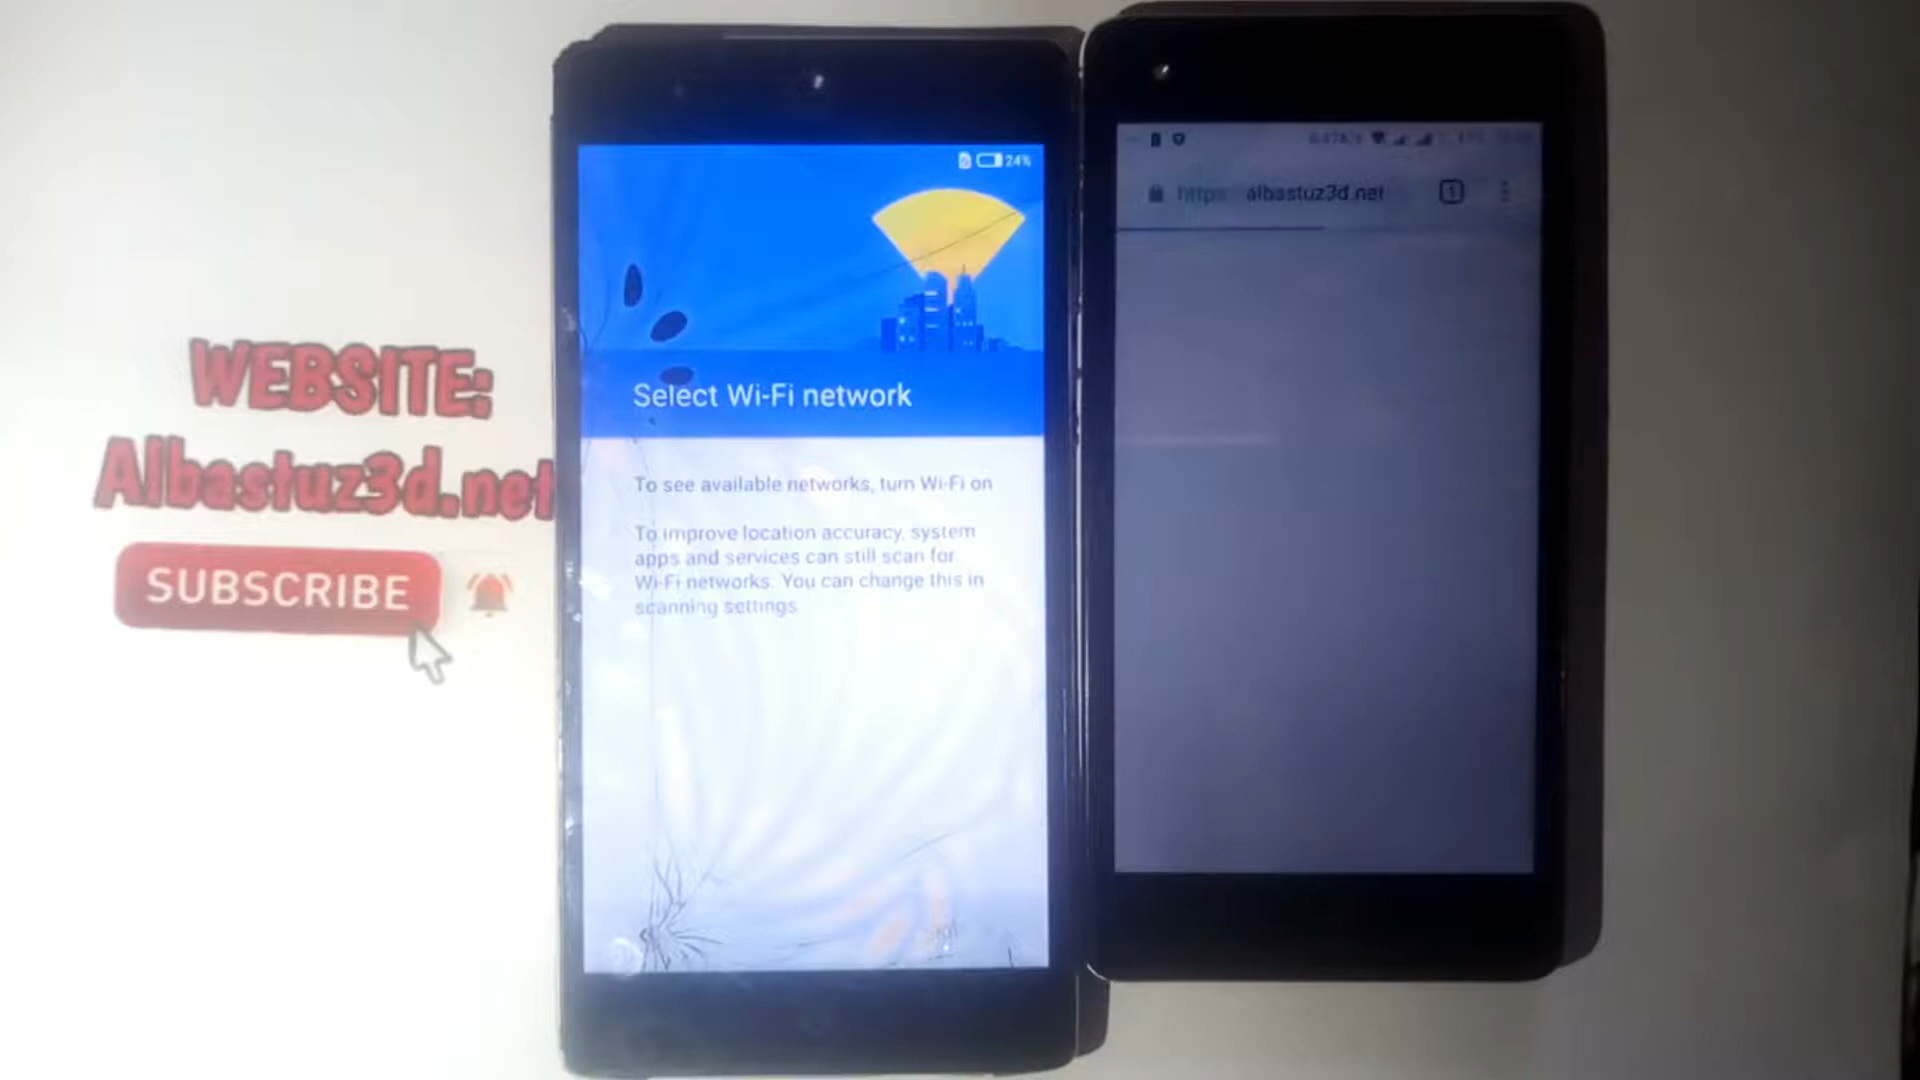 WEBSITE:
Albastuz3d.net
SUBSCRIBE
24%
Select Wi-Fi network
To see available networks, turn Wi-Fi on
To improve location accuracy, system
apps and services can still scan for
Wi-Fi networks. You can change this in
scanning settings
https albastuz3d.net
1